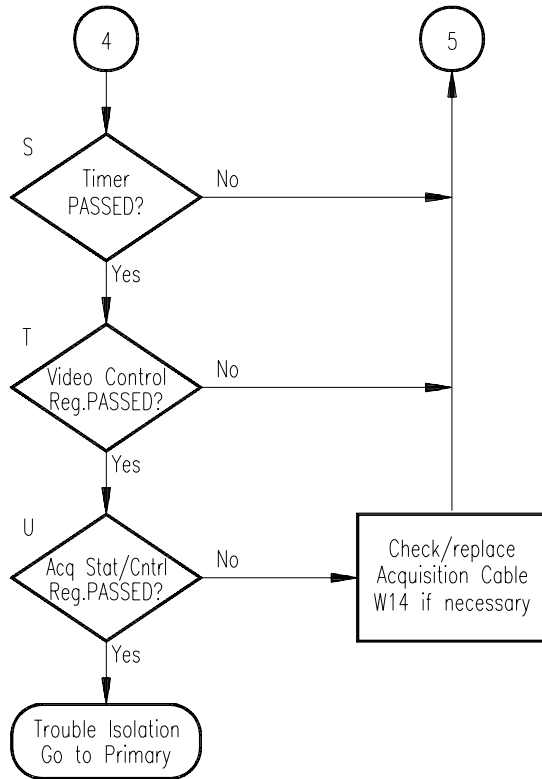 4
5
S
Timer
PASSED?
No
Yes
T
Video Control
Reg.PASSED?
No
Yes
U
Acq Stat/Cntrl
Reg.PASSED?
No
Check/replace
Acquisition Cable
W14 if necessary
Yes
Trouble Isolation
Go to Primary